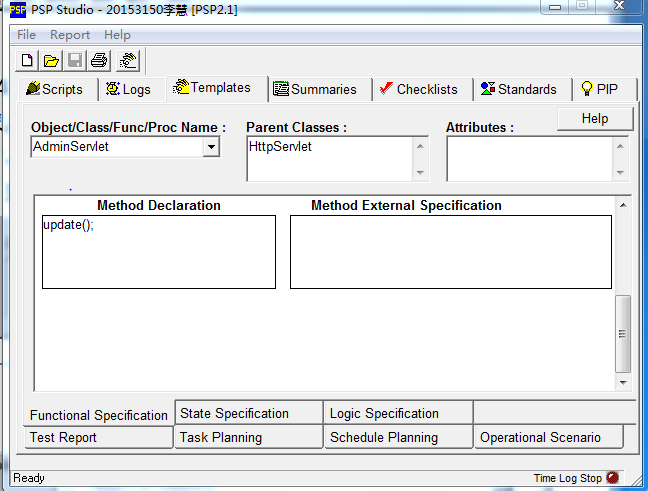 PSP PSP Studio - 20153150李慧 [PSP2.1]
File Report Help
Scripts Logs Templates Summaries Checklists Standards PIP
Help
Object/Class/Func/Proc Name : Parent Classes : Attributes :
AdminServlet HttpServlet
Method Declaration Method External Specification
update();
Functional Specification State Specification Logic Specification
Test Report Task Planning Schedule Planning Operational Scenario
Ready Time Log Stop